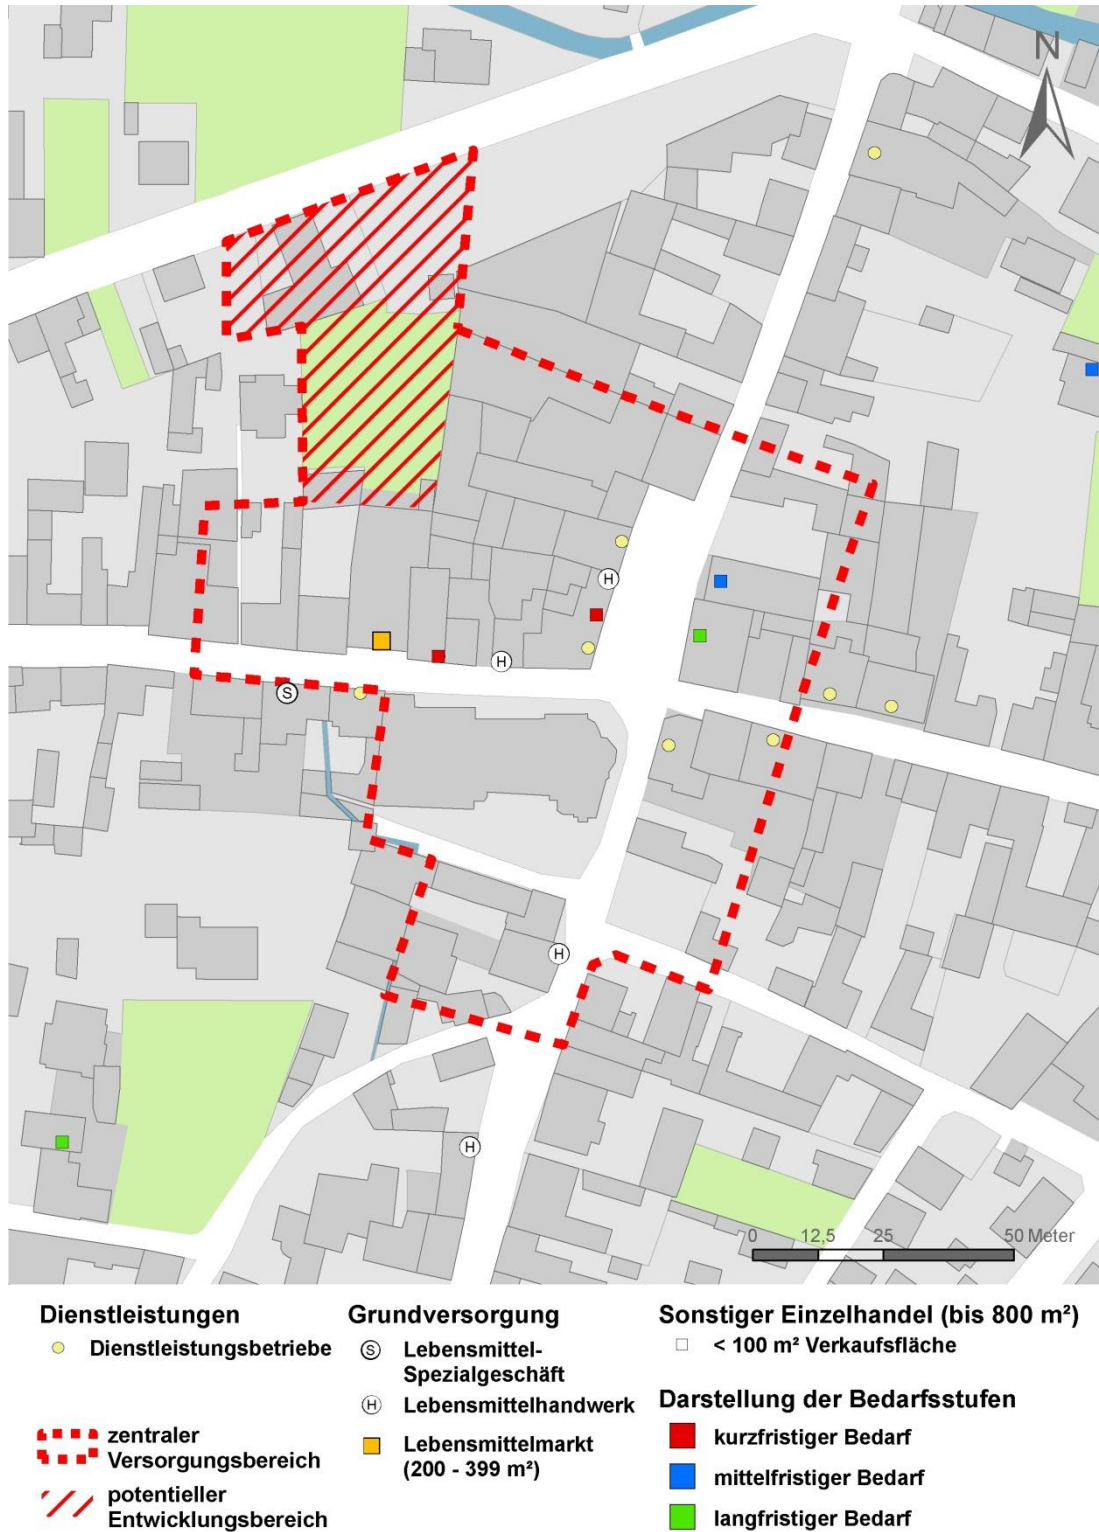 N
H
S
H
H
H
0 12,5 25 50 Meter
Dienstleistungen
Dienstleistungsbetriebe
zentraler
Versorgungsbereich
potentieller
Entwicklungsbereich
Grundversorgung
S Lebensmittel-
Spezialgeschäft
H Lebensmittelhandwerk
Lebensmittelmarkt
(200 - 399 m²)
Sonstiger Einzelhandel (bis 800 m²)
< 100 m² Verkaufsfläche
Darstellung der Bedarfsstufen
kurzfristiger Bedarf
mittelfristiger Bedarf
langfristiger Bedarf